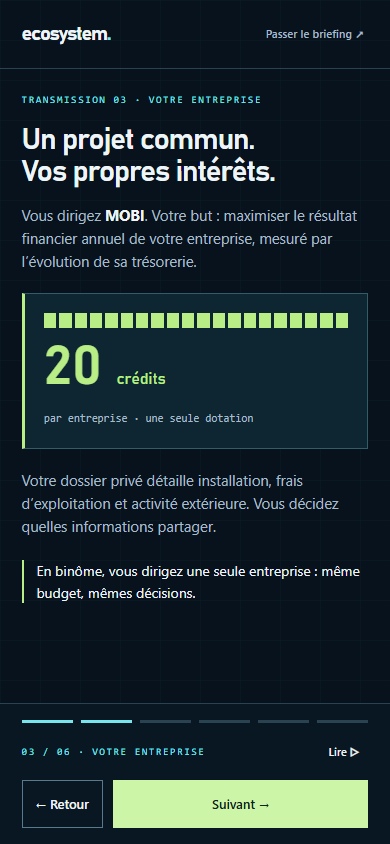 ecosystem.
Passer le briefing ↗
TRANSMISSION 03 · VOTRE ENTREPRISE
Un projet commun.
Vos propres intérêts.
Vous dirigez MOBI. Votre but : maximiser le résultat
financier annuel de votre entreprise, mesuré par
l’évolution de sa trésorerie.
20 crédits
par entreprise · une seule dotation
Votre dossier privé détaille installation, frais
d’exploitation et activité extérieure. Vous décidez
quelles informations partager.
En binôme, vous dirigez une seule entreprise : même
budget, mêmes décisions.
03 / 06 · VOTRE ENTREPRISE
Lire ▷
← Retour
Suivant →